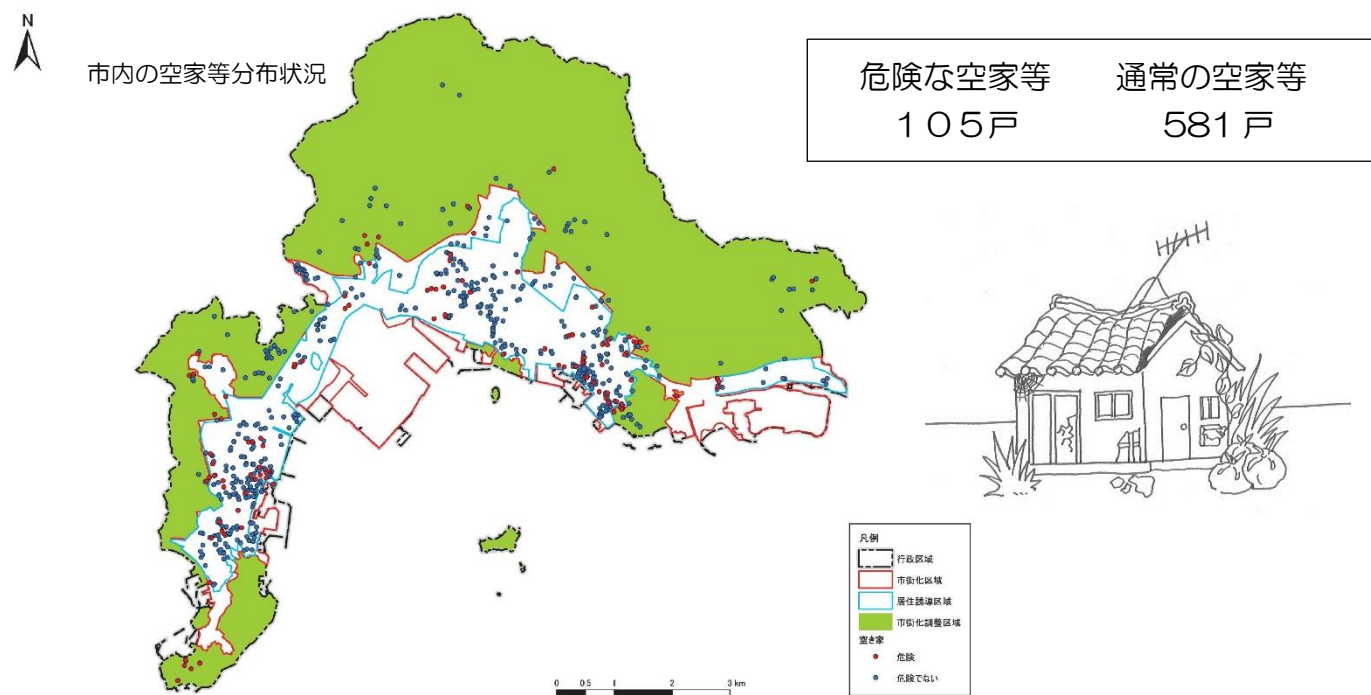 N
市内の空家等分布状況
危険な空家等　通常の空家等
１０５戸　581 戸
凡例
行政区域
市街化区域
居住誘導区域
市街化調整区域
空き家
危険
危険でない
0 0.5 1 2 3 km